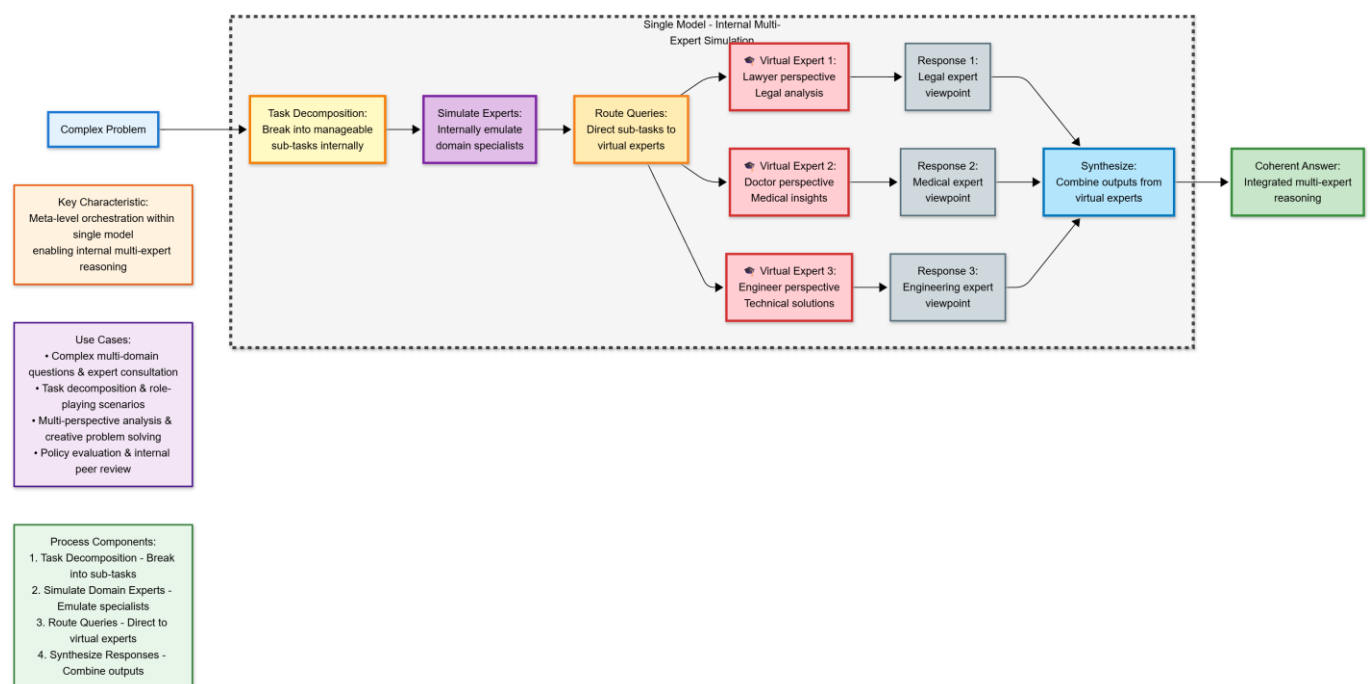 Single Model - Internal Multi-
Expert Simulation
Complex Problem
Task Decomposition:
Break into manageable
sub-tasks internally
Simulate Experts:
Internally emulate
domain specialists
Route Queries:
Direct sub-tasks to
virtual experts
🎓 Virtual Expert 1:
Lawyer perspective
Legal analysis
Response 1:
Legal expert
viewpoint
🎓 Virtual Expert 2:
Doctor perspective
Medical insights
Response 2:
Medical expert
viewpoint
🎓 Virtual Expert 3:
Engineer perspective
Technical solutions
Response 3:
Engineering expert
viewpoint
Synthesize:
Combine outputs from
virtual experts
Coherent Answer:
Integrated multi-expert
reasoning
Key Characteristic:
Meta-level orchestration within
single model
enabling internal multi-expert
reasoning
Use Cases:
• Complex multi-domain
questions & expert consultation
• Task decomposition & role-
playing scenarios
• Multi-perspective analysis &
creative problem solving
• Policy evaluation & internal
peer review
Process Components:
1. Task Decomposition - Break
into sub-tasks
2. Simulate Domain Experts -
Emulate specialists
3. Route Queries - Direct to
virtual experts
4. Synthesize Responses -
Combine outputs